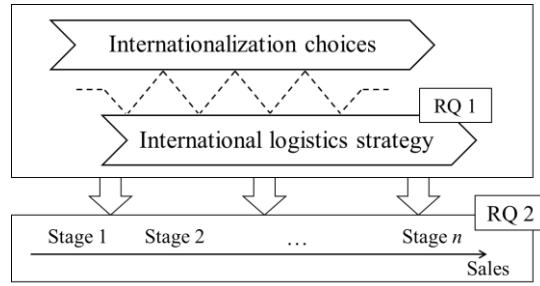 Internationalization choices
RQ 1
International logistics strategy
RQ 2
Stage 1 Stage 2 … Stage n
Sales